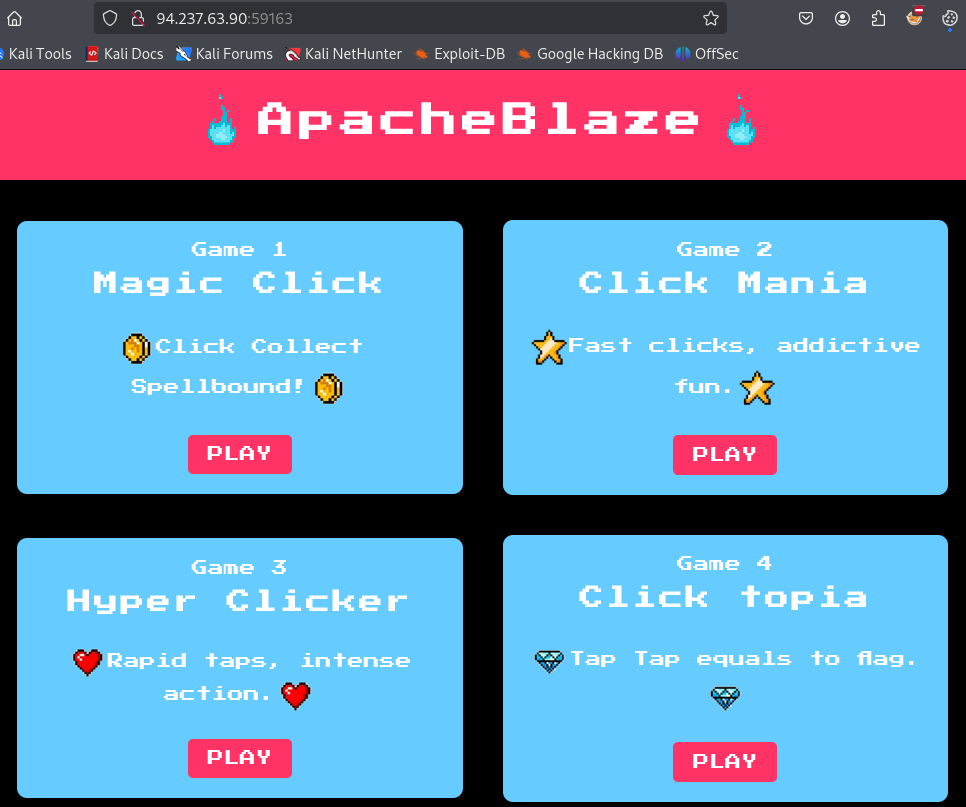 94.237.63.90:59163
Kali Tools Kali Docs Kali Forums Kali NetHunter Exploit-DB Google Hacking DB OffSec
ApacheBlaze
Game 1
Magic Click
Click Collect
Spellbound!
PLAY
Game 2
Click Mania
Fast clicks, addictive
fun.
PLAY
Game 3
Hyper Clicker
Rapid taps, intense
action.
PLAY
Game 4
Click topia
Tap Tap equals to flag.
PLAY